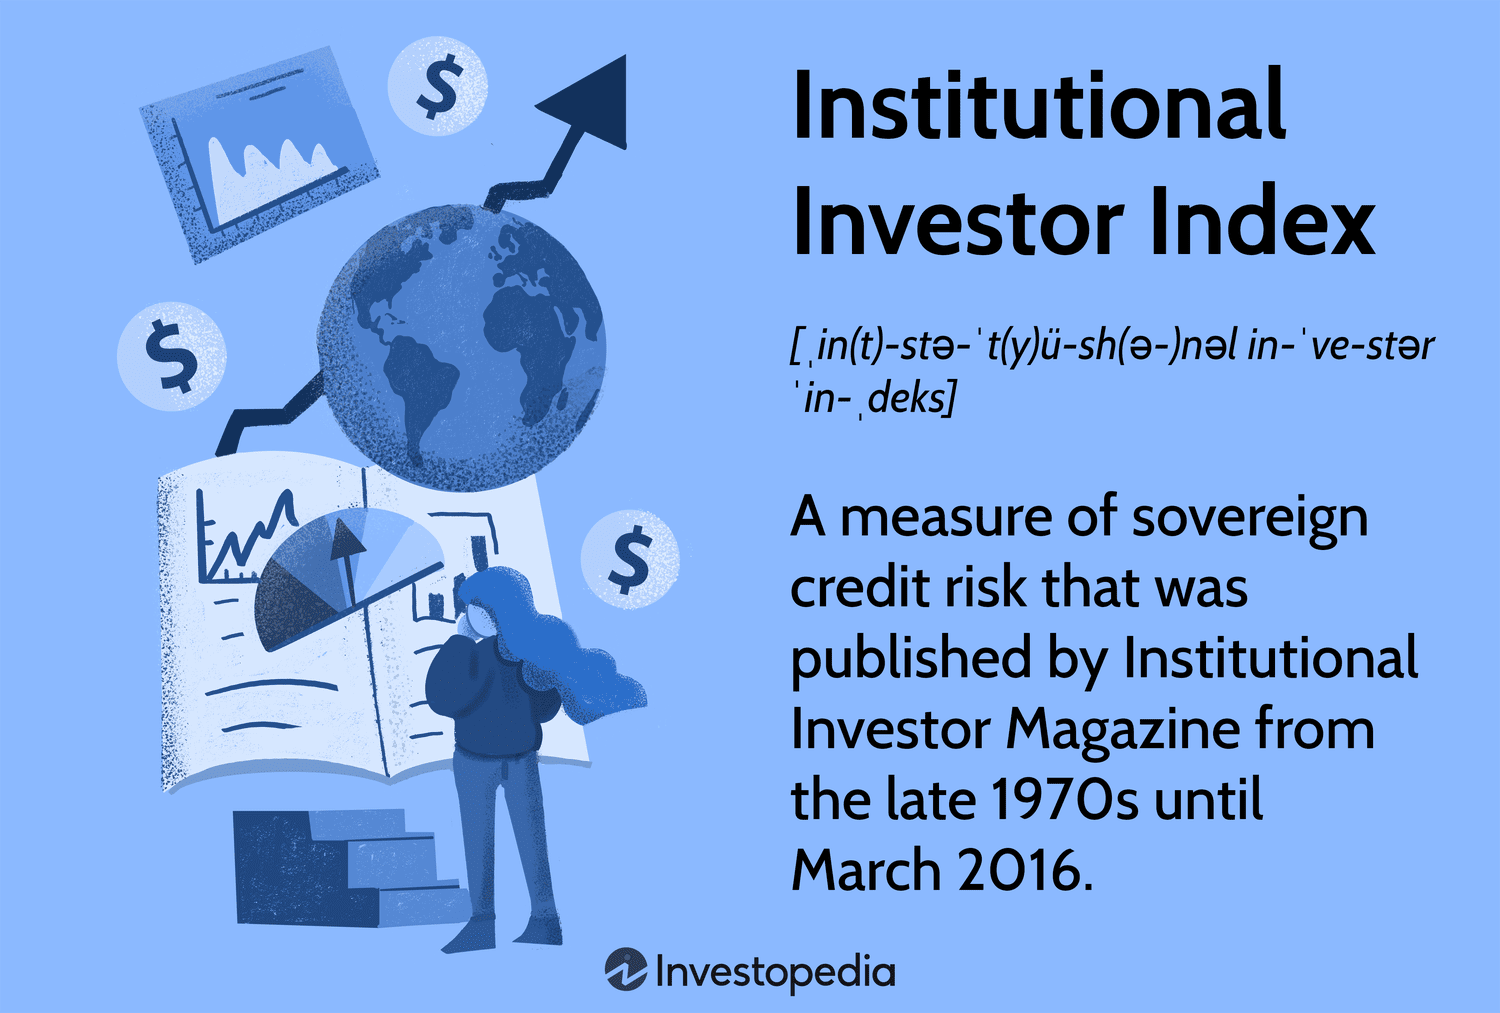 $
$
$
Institutional
Investor Index
[ˌin(t)-stə-ˈt(y)ü-sh(ə-)nəl in-ˈve-stər
ˈin-ˌdeks]
A measure of sovereign
credit risk that was
published by Institutional
Investor Magazine from
the late 1970s until
March 2016.
Investopedia